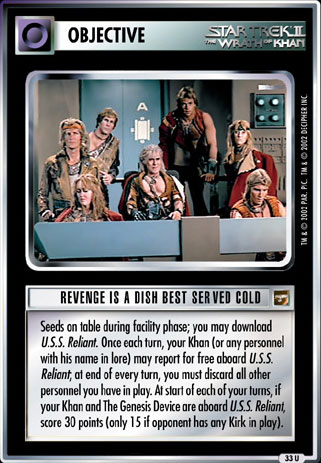 OBJECTIVE
STAR TREK II
THE WRATH OF KHAN
A
TM & © 2002 PAR. PIC. TM & © 2002 DECIPHER INC.
REVENGE IS A DISH BEST SERVED COLD
Seeds on table during facility phase; you may download
U.S.S. Reliant. Once each turn, your Khan (or any personnel
with his name in lore) may report for free aboard U.S.S.
Reliant; at end of every turn, you must discard all other
personnel you have in play. At start of each of your turns, if
your Khan and The Genesis Device are aboard U.S.S. Reliant,
score 30 points (only 15 if opponent has any Kirk in play).
33 U